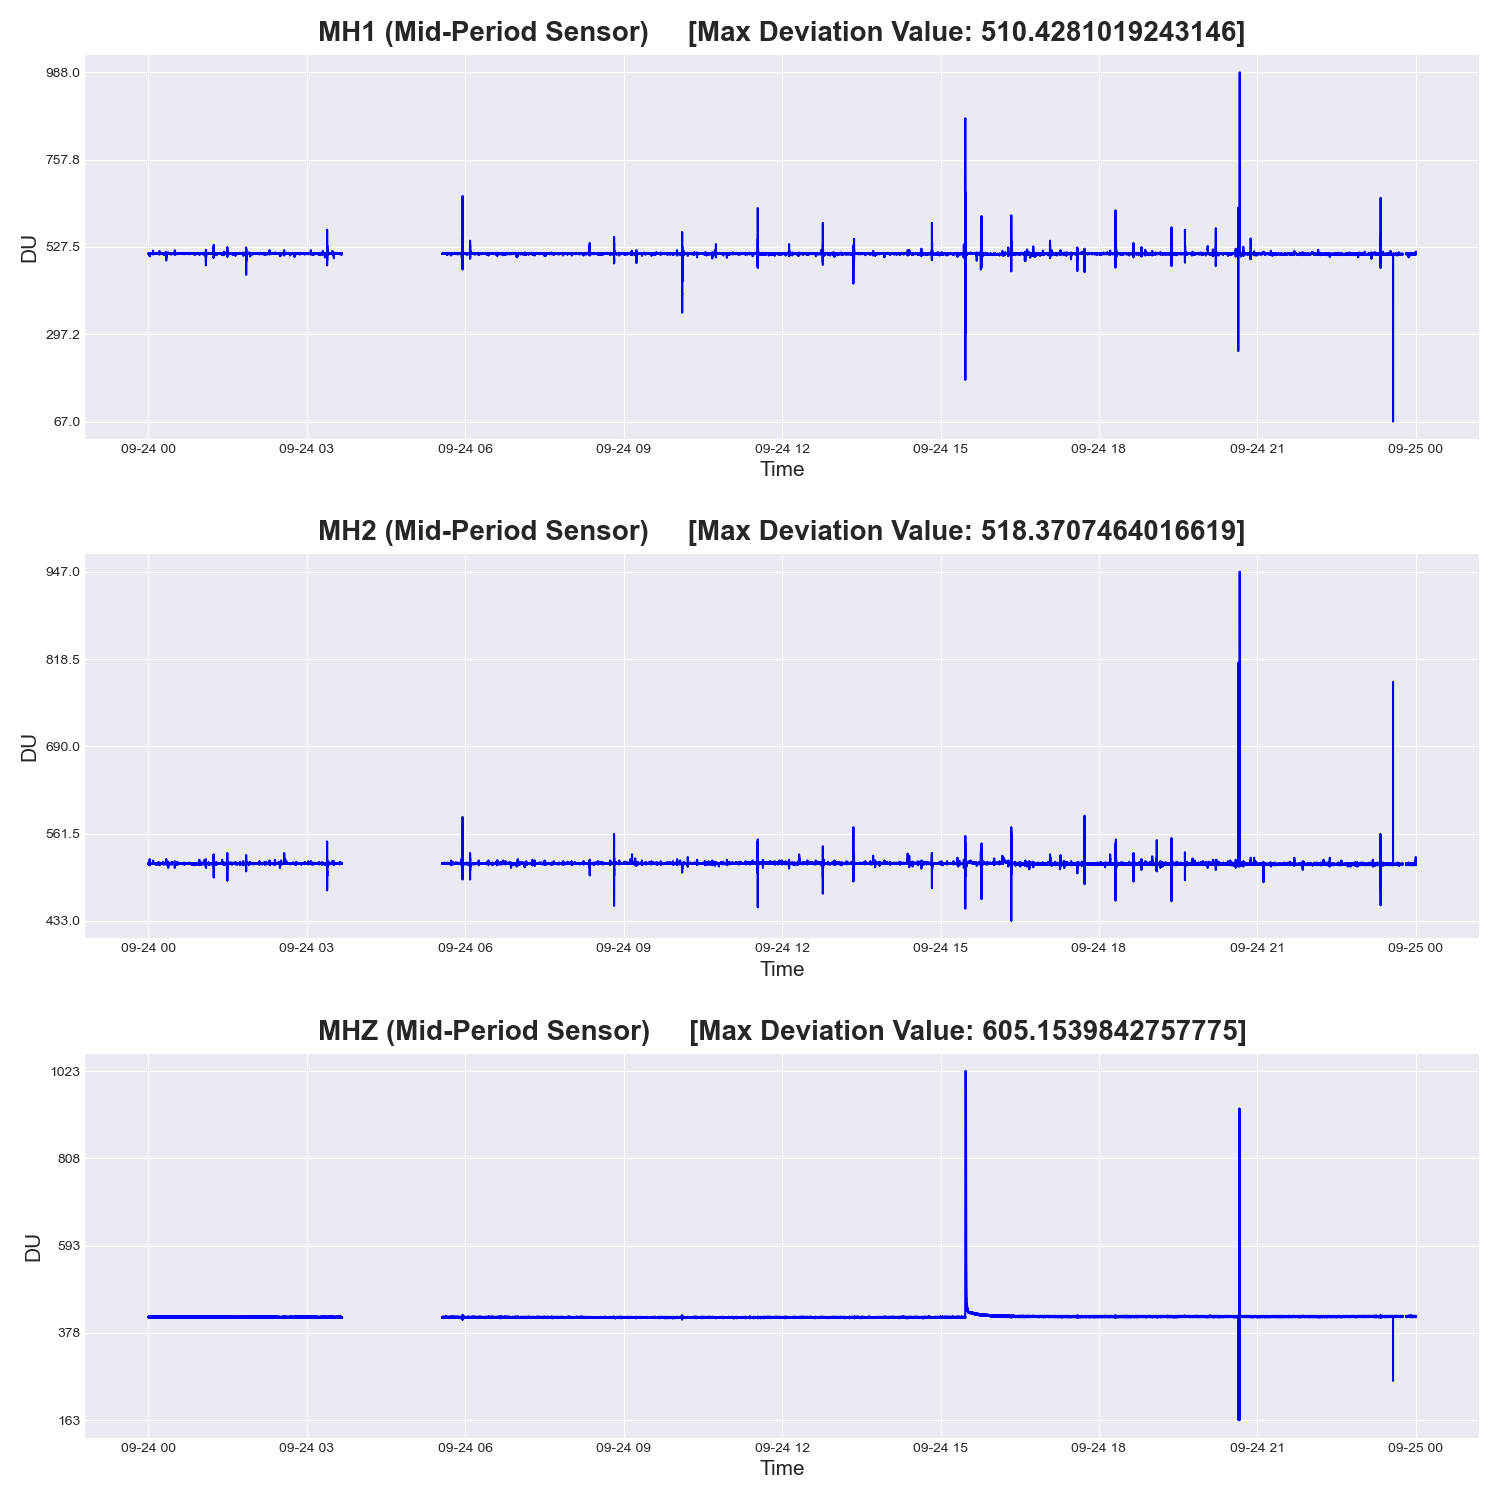 MH1 (Mid-Period Sensor) [Max Deviation Value: 510.4281019243146]
988.0
757.8
527.5
297.2
67.0
DU
09-24 00 09-24 03 09-24 06 09-24 09 09-24 12 09-24 15 09-24 18 09-24 21 09-25 00
Time
MH2 (Mid-Period Sensor) [Max Deviation Value: 518.3707464016619]
947.0
818.5
690.0
561.5
433.0
DU
09-24 00 09-24 03 09-24 06 09-24 09 09-24 12 09-24 15 09-24 18 09-24 21 09-25 00
Time
MHZ (Mid-Period Sensor) [Max Deviation Value: 605.1539842757775]
1023
808
593
378
163
DU
09-24 00 09-24 03 09-24 06 09-24 09 09-24 12 09-24 15 09-24 18 09-24 21 09-25 00
Time